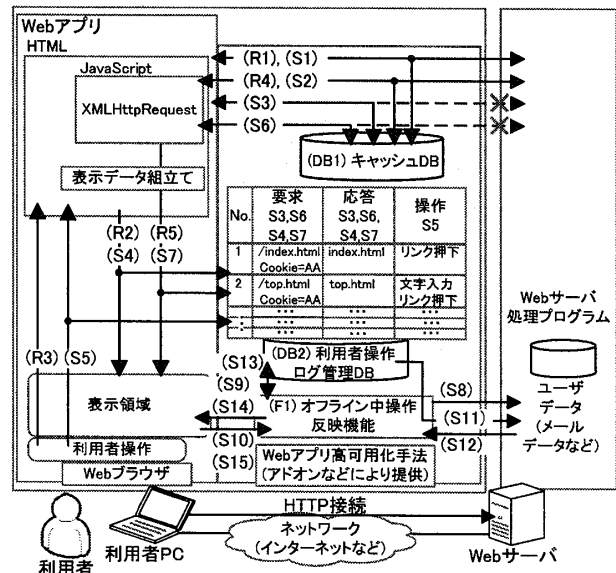 Webアプリ
HTML
JavaScript
XMLHttpRequest
表示データ組立て
(R1), (S1)
(R4), (S2)
(S3)
(S6)
(DB1) キャッシュDB
No.
要求
S3,S6
S4,S7
応答
S3,S6,
S4,S7
操作
S5
1
/index.html
Cookie=AA
index.html
リンク押下
2
/top.html
Cookie=AA
top.html
文字入力
リンク押下
(R2)
(S4)
(R5)
(S7)
(R3)
(S5)
(DB2) 利用者操作
ログ管理DB
(S13)
(S9)
(S14)
(S10)
(S15)
(F1) オフライン中操作
反映機能
(S8)
(S11)
(S12)
表示領域
利用者操作
Webブラウザ
Webアプリ高可用化手法
(アドオンなどにより提供)
Webサーバ
処理プログラム
ユーザ
データ
(メール
データなど)
HTTP接続
ネットワーク
(インターネットなど)
利用者
利用者PC
Webサーバ